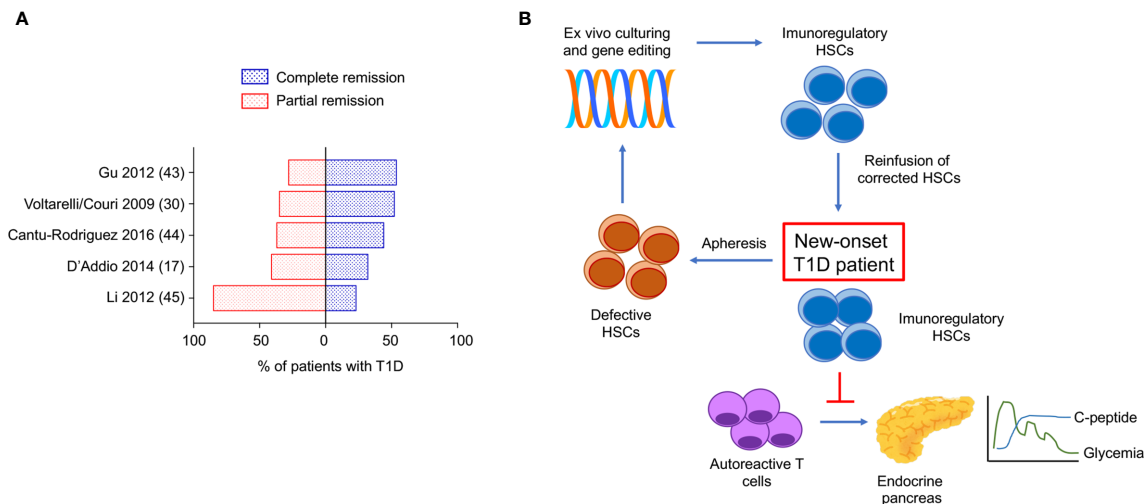 A
Complete remission
Partial remission
Gu 2012 (43)
Voltarelli/Couri 2009 (30)
Cantu-Rodriguez 2016 (44)
D'Addio 2014 (17)
Li 2012 (45)
100
50
0
50
100
% of patients with T1D
B
Ex vivo culturing
and gene editing
Imunoregulatory
HSCs
Reinfusion of
corrected HSCs
Apheresis
New-onset
T1D patient
Defective
HSCs
Imunoregulatory
HSCs
Autoreactive T
cells
Endocrine
pancreas
C-peptide
Glycemia